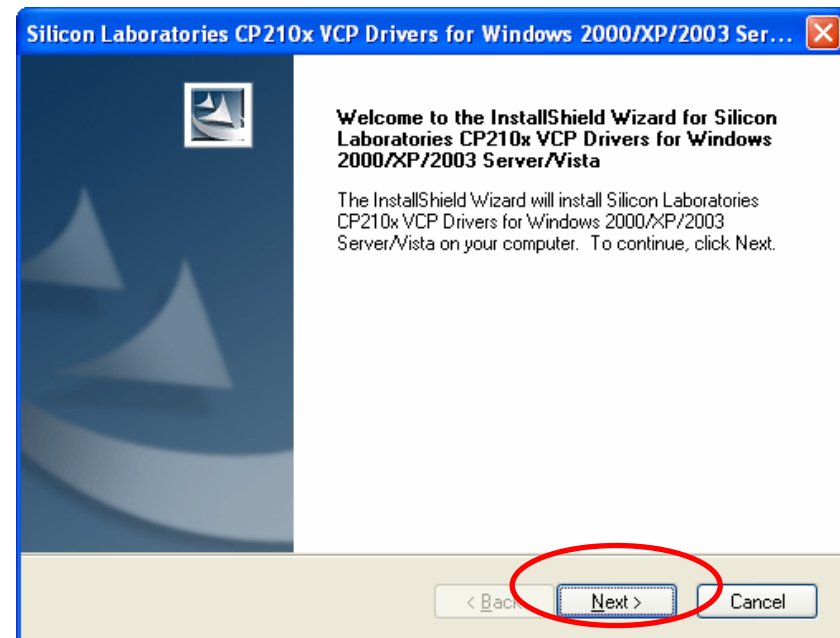 Silicon Laboratories CP210x VCP Drivers for Windows 2000/XP/2003 Ser...
Welcome to the InstallShield Wizard for Silicon
Laboratories CP210x VCP Drivers for Windows
2000/XP/2003 Server/Vista
The InstallShield Wizard will install Silicon Laboratories
CP210x VCP Drivers for Windows 2000/XP/2003
Server/Vista on your computer. To continue, click Next.
< Back Next > Cancel